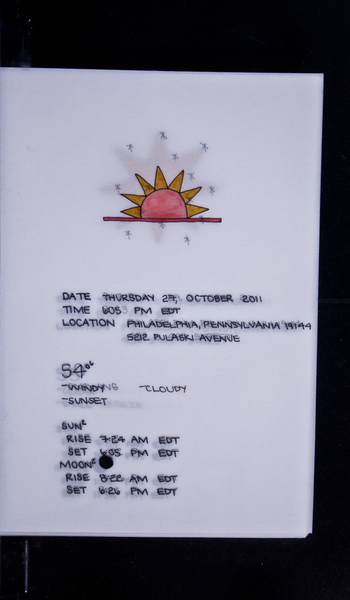 DATE THURSDAY 27, OCTOBER 2011
TIME 6:05 PM EDT
LOCATION PHILADELPHIA, PENNSYLVANIA 19144
5212 PULASKI AVENUE
54°
~WINDY ~CLOUDY
~SUNSET
SUN
RISE 7:24 AM EDT
SET 6:05 PM EDT
MOON
RISE 8:22 AM EDT
SET 6:26 PM EDT